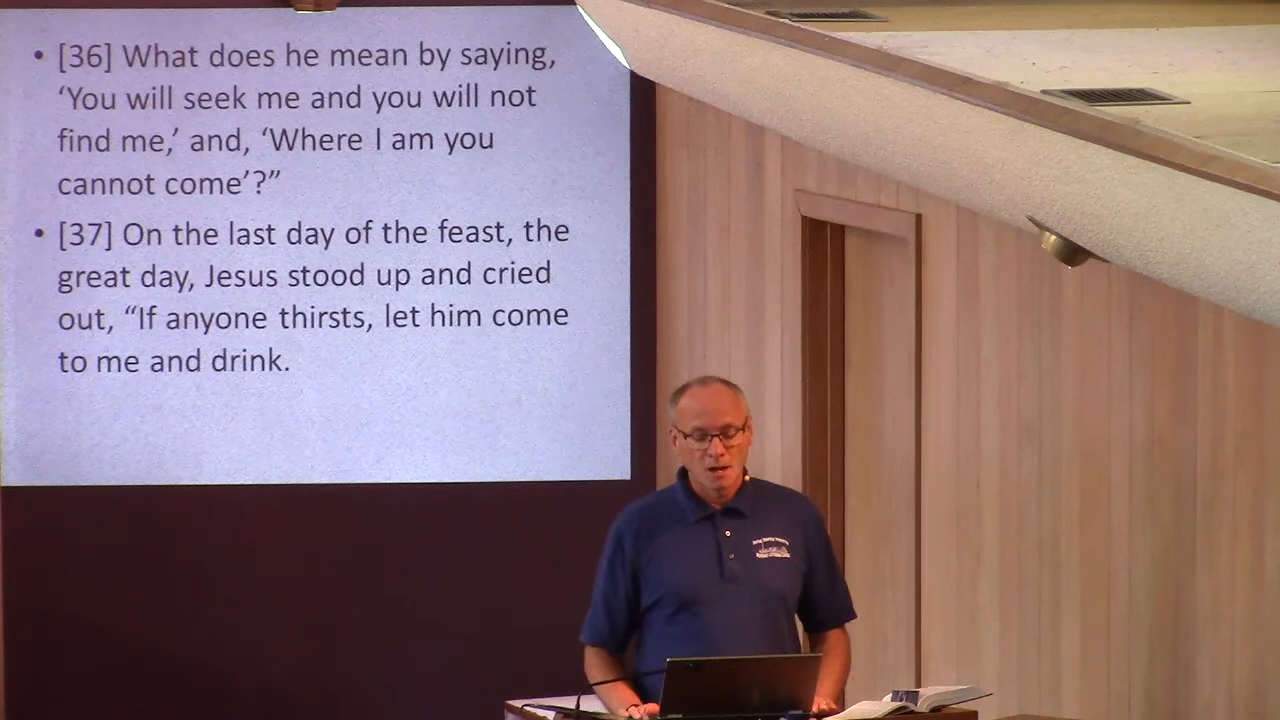 • [36] What does he mean by saying,
‘You will seek me and you will not
find me,’ and, ‘Where I am you
cannot come’?”
• [37] On the last day of the feast, the
great day, Jesus stood up and cried
out, “If anyone thirsts, let him come
to me and drink.